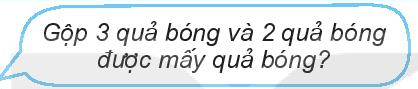 Gộp 3 quả bóng và 2 quả bóng
được mấy quả bóng?